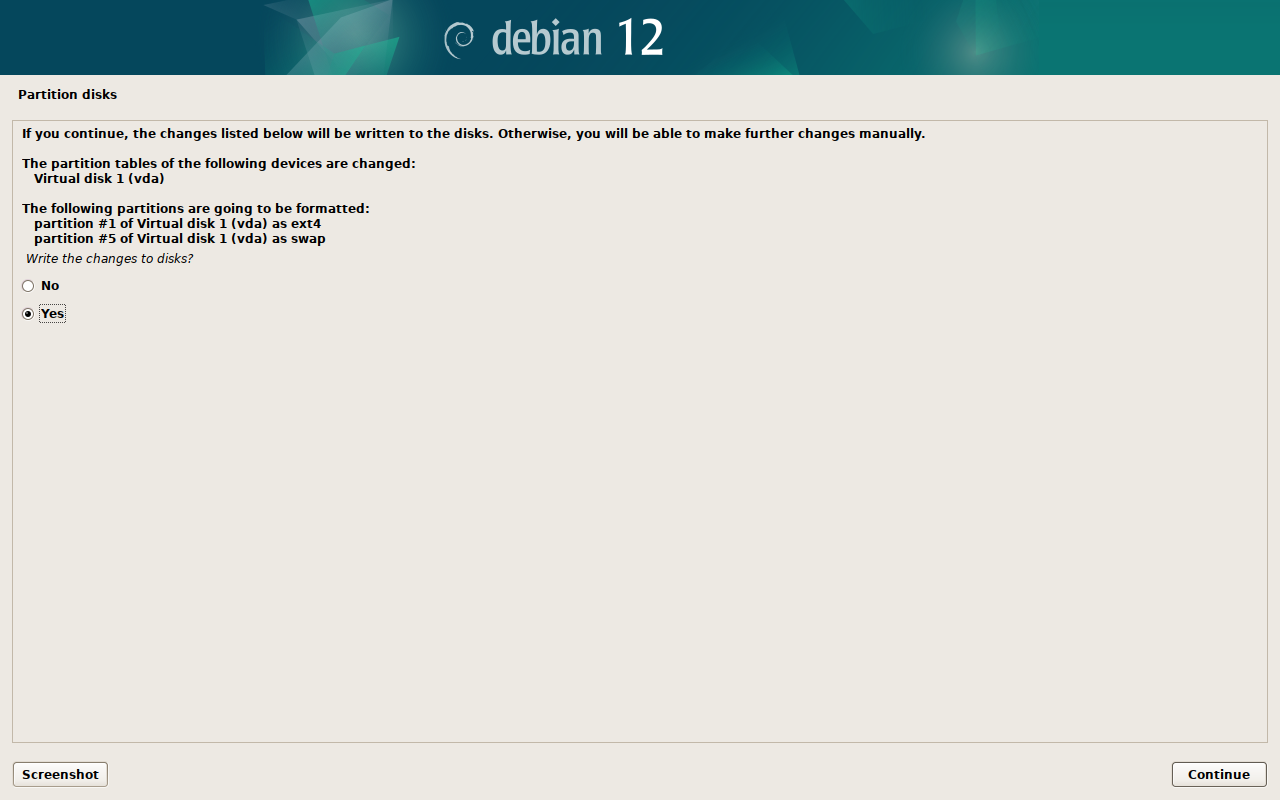 debian 12
Partition disks
If you continue, the changes listed below will be written to the disks. Otherwise, you will be able to make further changes manually.
The partition tables of the following devices are changed:
Virtual disk 1 (vda)
The following partitions are going to be formatted:
partition #1 of Virtual disk 1 (vda) as ext4
partition #5 of Virtual disk 1 (vda) as swap
Write the changes to disks?
No
Yes
Screenshot
Continue